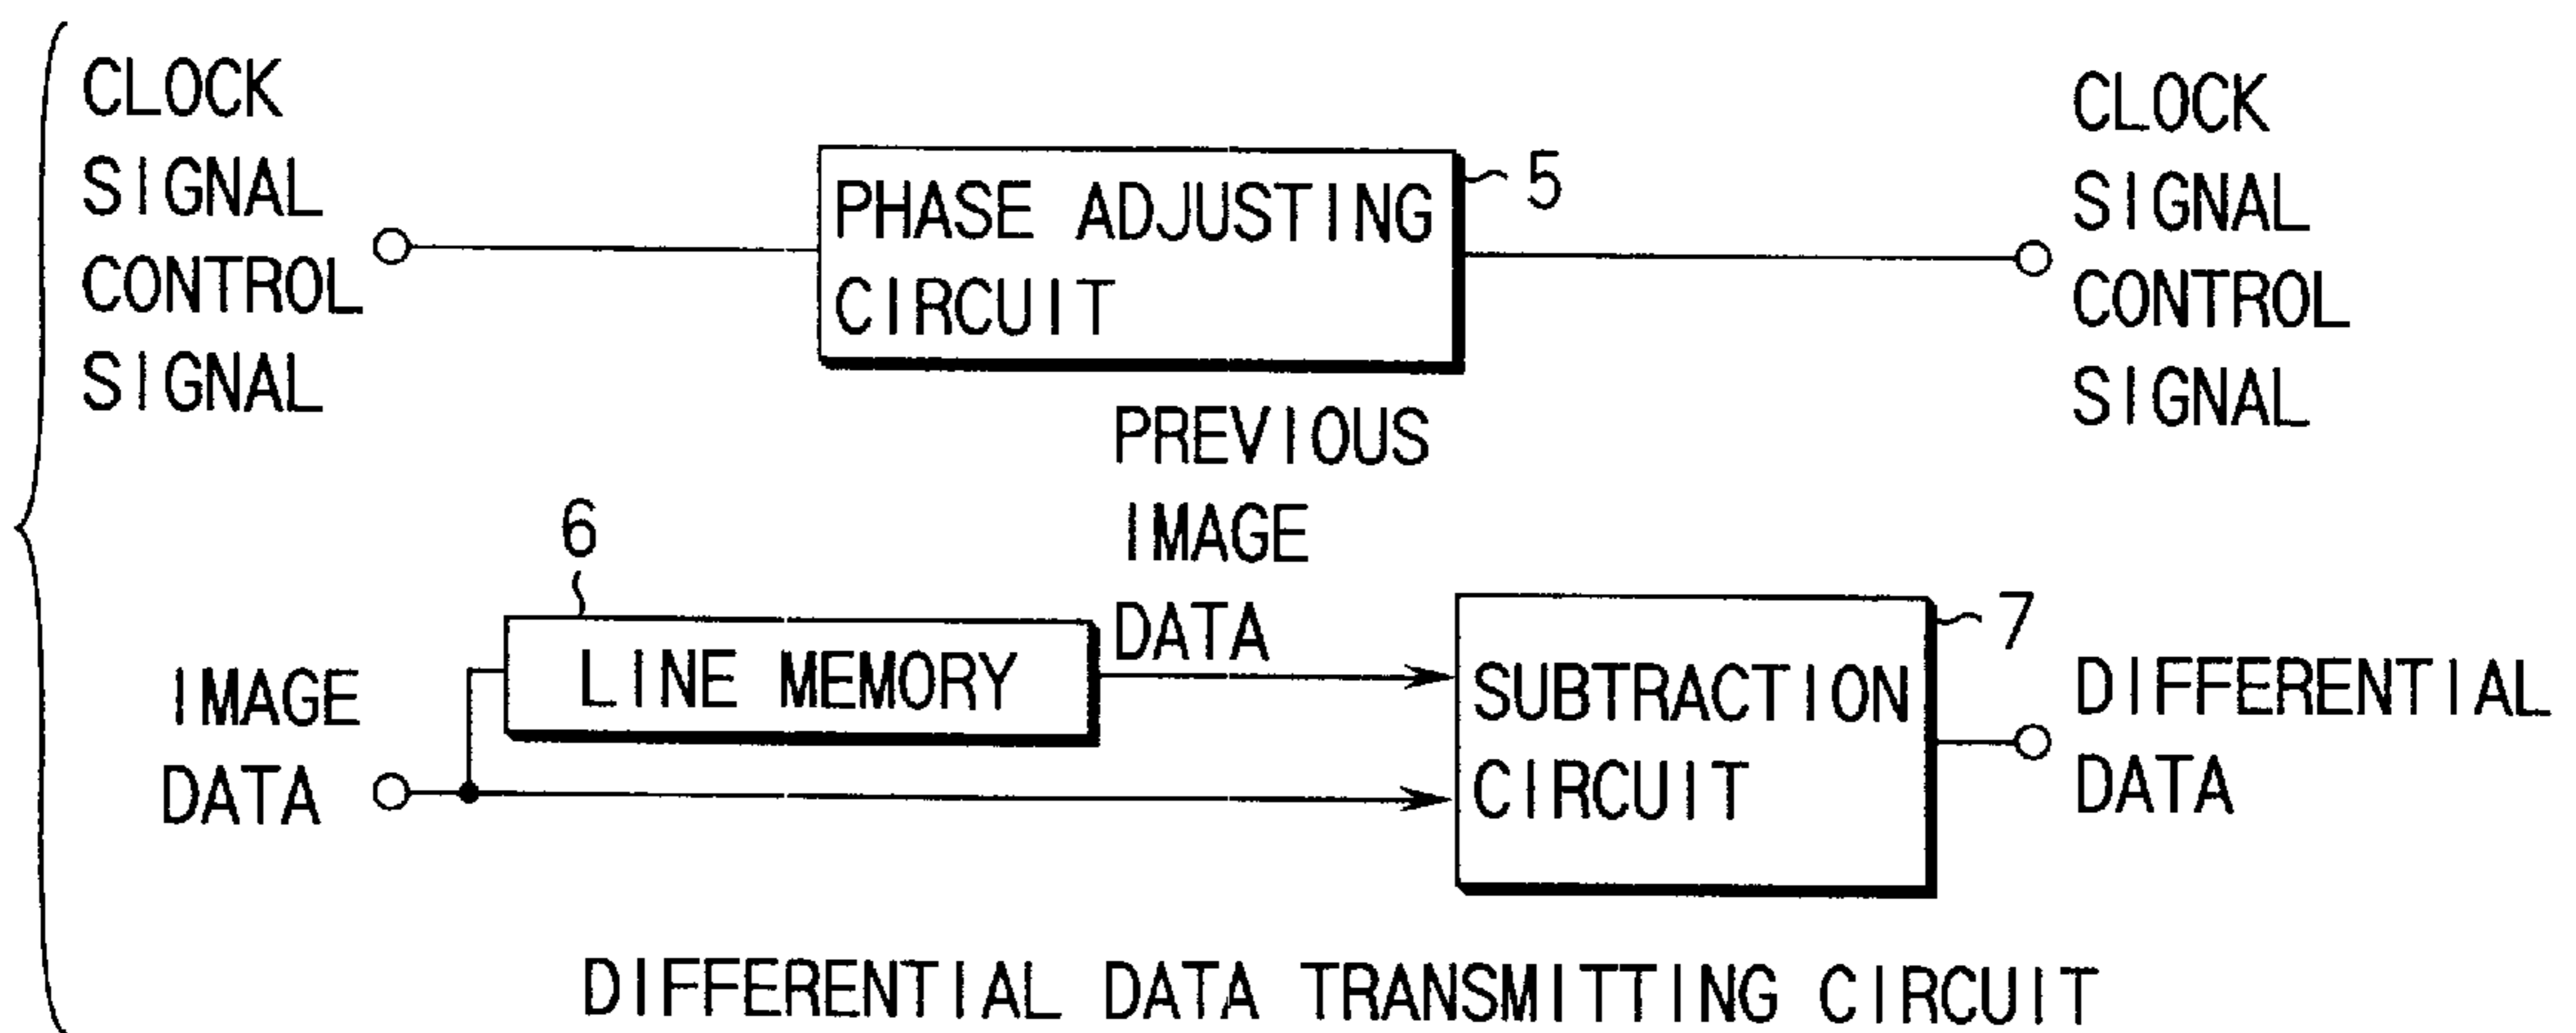 CLOCK
SIGNAL
CONTROL
SIGNAL
PHASE ADJUSTING
CIRCUIT
5
CLOCK
SIGNAL
CONTROL
SIGNAL
PREVIOUS
IMAGE
DATA
6
LINE MEMORY
IMAGE
DATA
SUBTRACTION
CIRCUIT
7
DIFFERENTIAL
DATA
DIFFERENTIAL DATA TRANSMITTING CIRCUIT